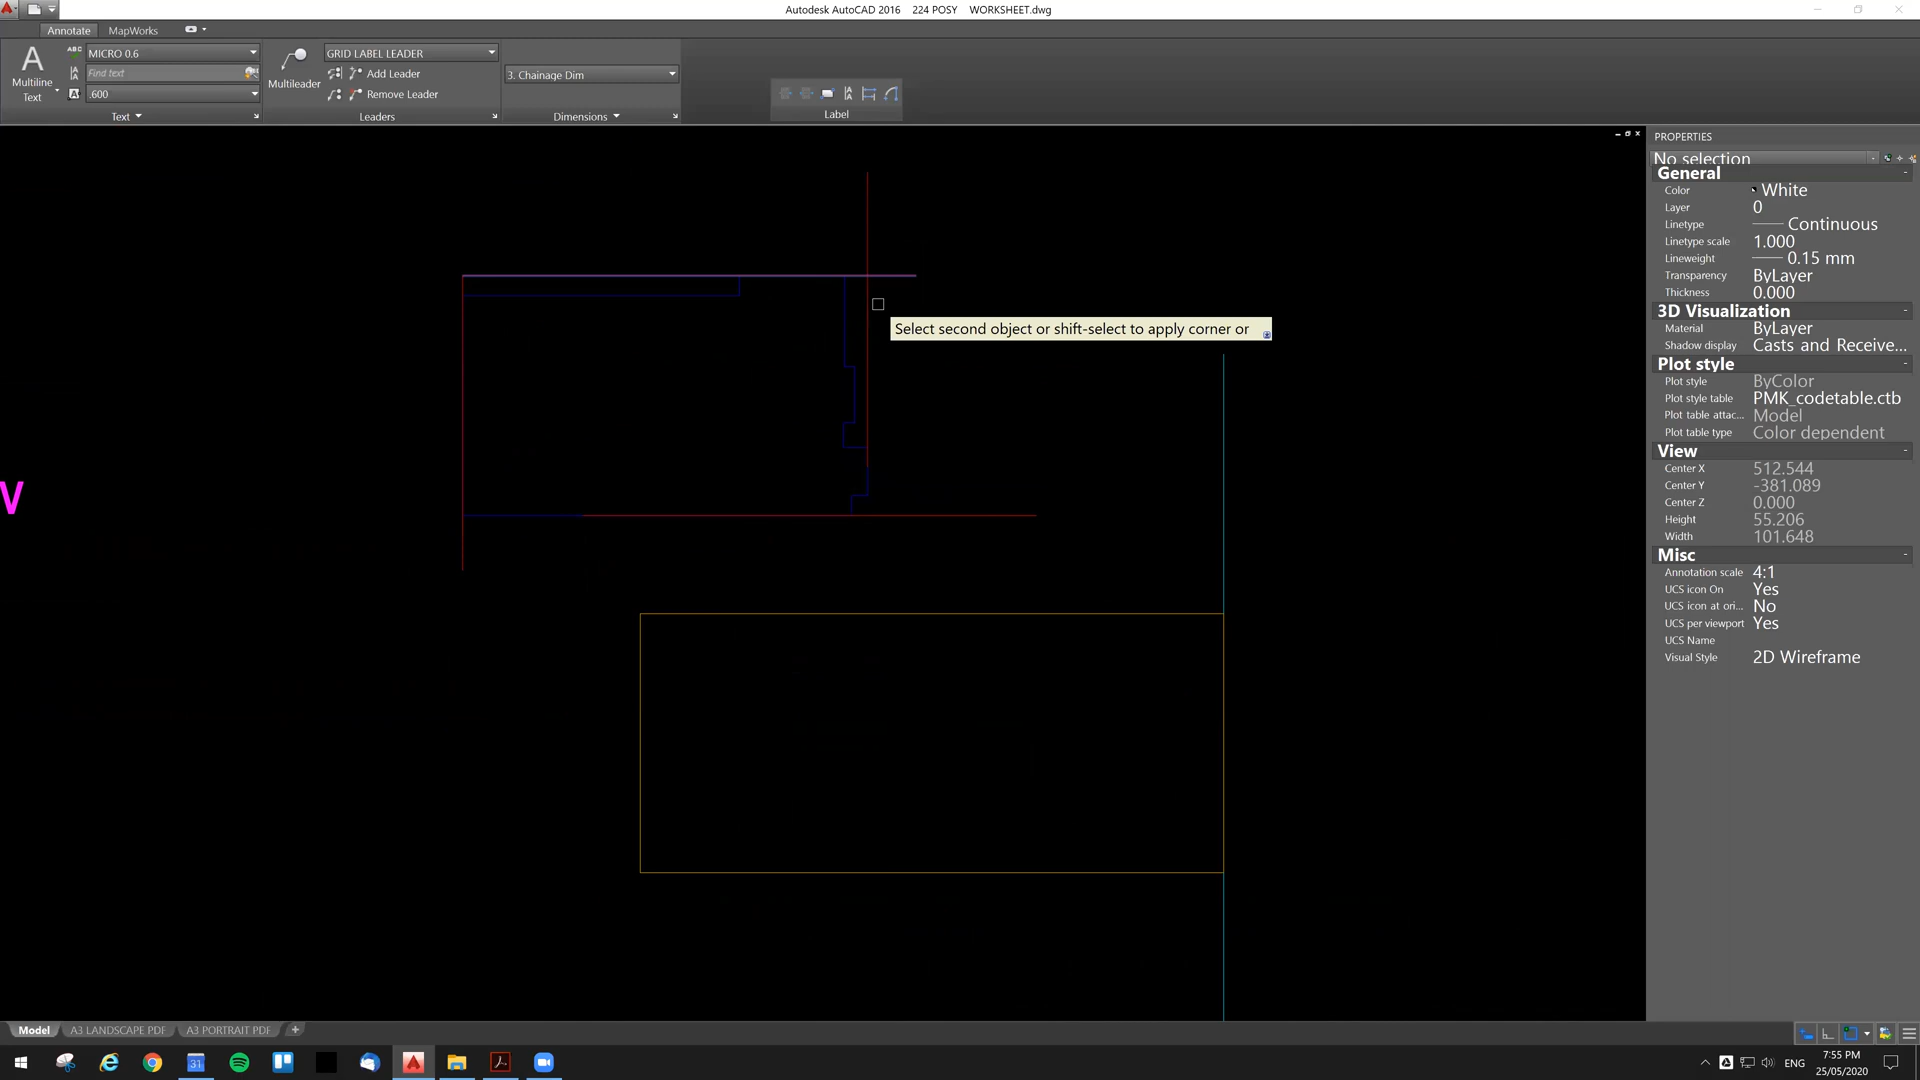 Autodesk AutoCAD 2016 224 POSY WORKSHEET.dwg
Annotate
MapWorks
A
Multiline
Text
ABC
MICRO 0.6
Find text
.600
Text
Multileader
GRID LABEL LEADER
Add Leader
Remove Leader
Leaders
3. Chainage Dim
Dimensions
Label
Select second object or shift-select to apply corner or
V
PROPERTIES
No selection
General
Color White
Layer 0
Linetype Continuous
Linetype scale 1.000
Lineweight 0.15 mm
Transparency ByLayer
Thickness 0.000
3D Visualization
Material ByLayer
Shadow display Casts and Receive...
Plot style
Plot style ByColor
Plot style table PMK_codetable.ctb
Plot table attac... Model
Plot table type Color dependent
View
Center X 512.544
Center Y -381.089
Center Z 0.000
Height 55.206
Width 101.648
Misc
Annotation scale 4:1
UCS icon On Yes
UCS icon at ori... No
UCS per viewport Yes
UCS Name
Visual Style 2D Wireframe
Model
A3 LANDSCAPE PDF
A3 PORTRAIT PDF
31
ENG
7:55 PM
25/05/2020